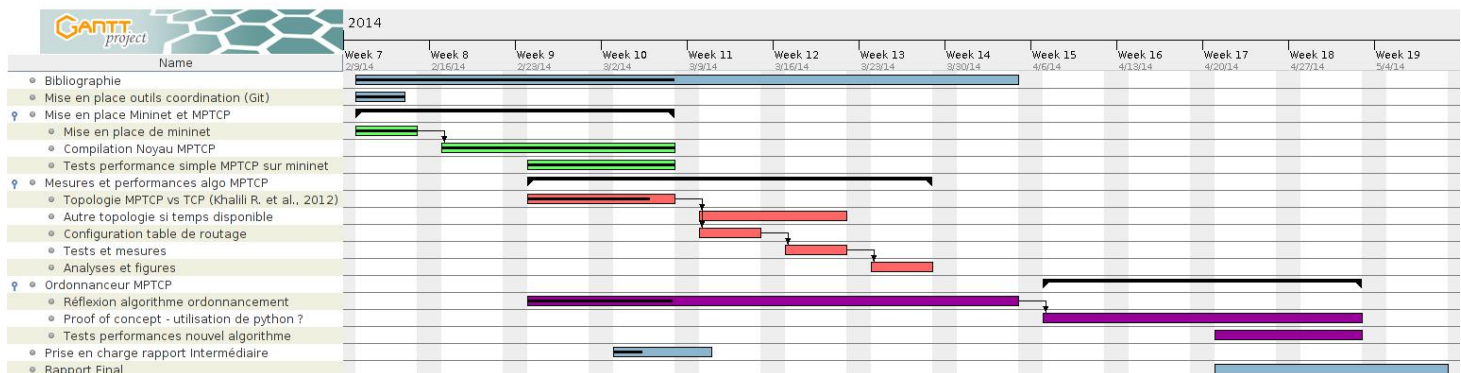 GANTT
project
2014
Name
Week 7 Week 8 Week 9 Week 10 Week 11 Week 12 Week 13 Week 14 Week 15 Week 16 Week 17 Week 18 Week 19
2/9/14 2/16/14 2/23/14 3/2/14 3/9/14 3/16/14 3/23/14 3/30/14 4/6/14 4/13/14 4/20/14 4/27/14 5/4/14
Bibliographie
Mise en place outils coordination (Git)
Mise en place Mininet et MPTCP
Mise en place de mininet
Compilation Noyau MPTCP
Tests performance simple MPTCP sur mininet
Mesures et performances algo MPTCP
Topologie MPTCP vs TCP (Khalili R. et al., 2012)
Autre topologie si temps disponible
Configuration table de routage
Tests et mesures
Analyses et figures
Ordonnanceur MPTCP
Réflexion algorithme ordonnancement
Proof of concept - utilisation de python ?
Tests performances nouvel algorithme
Prise en charge rapport Intermédiaire
Rapport Final